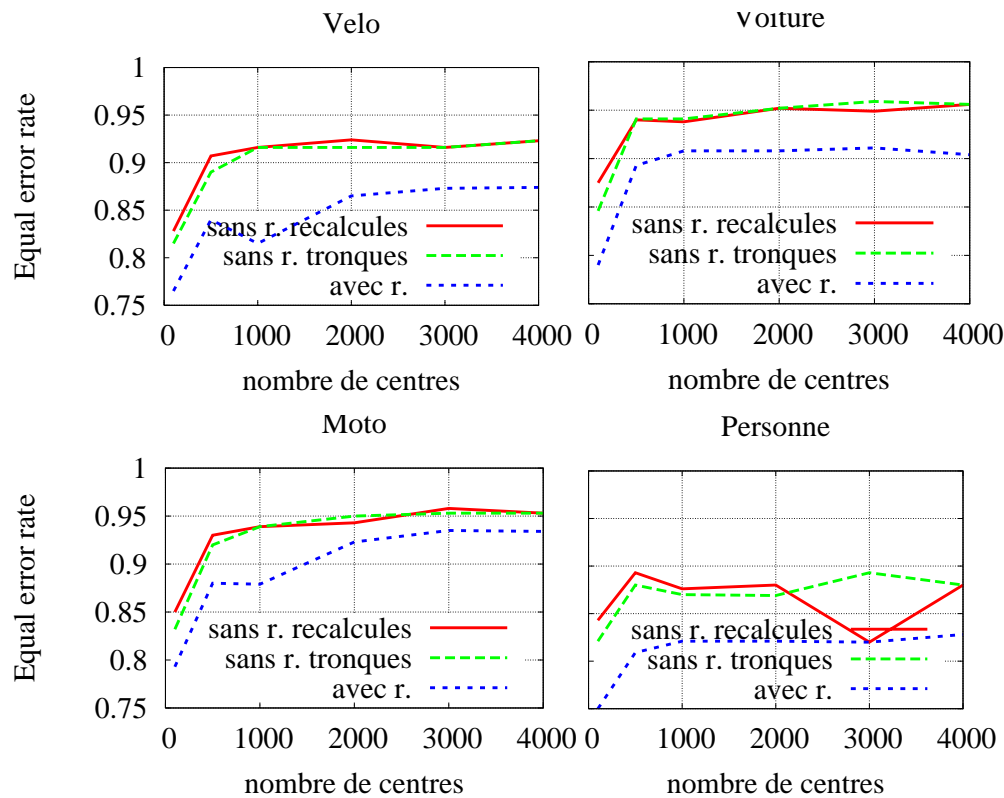 Velo
Equal error rate
1
0.95
0.9
0.85
0.8
0.75
sans r. recalcules
sans r. tronques
avec r.
0 1000 2000 3000 4000
nombre de centres
Voiture
sans r. recalcules
sans r. tronques
avec r.
0 1000 2000 3000 4000
nombre de centres
Moto
Equal error rate
1
0.95
0.9
0.85
0.8
0.75
sans r. recalcules
sans r. tronques
avec r.
0 1000 2000 3000 4000
nombre de centres
Personne
sans r. recalcules
sans r. tronques
avec r.
0 1000 2000 3000 4000
nombre de centres